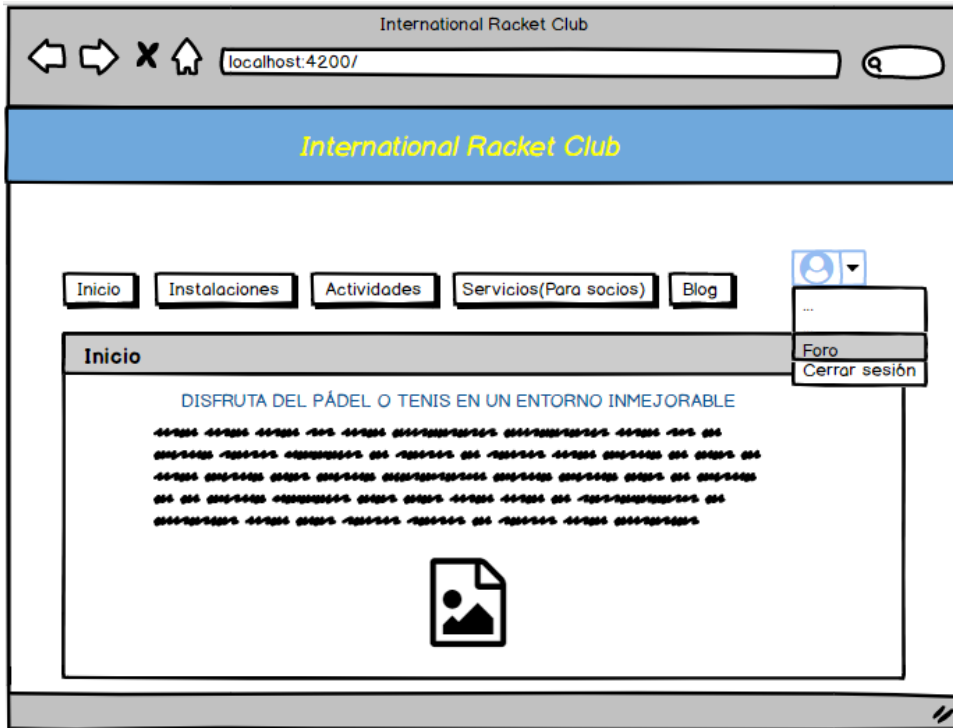 International Racket Club
localhost:4200/
International Racket Club
Inicio
Instalaciones
Actividades
Servicios(Para socios)
Blog
...
Foro
Cerrar sesión
Inicio
DISFRUTA DEL PÁDEL O TENIS EN UN ENTORNO INMEJORABLE